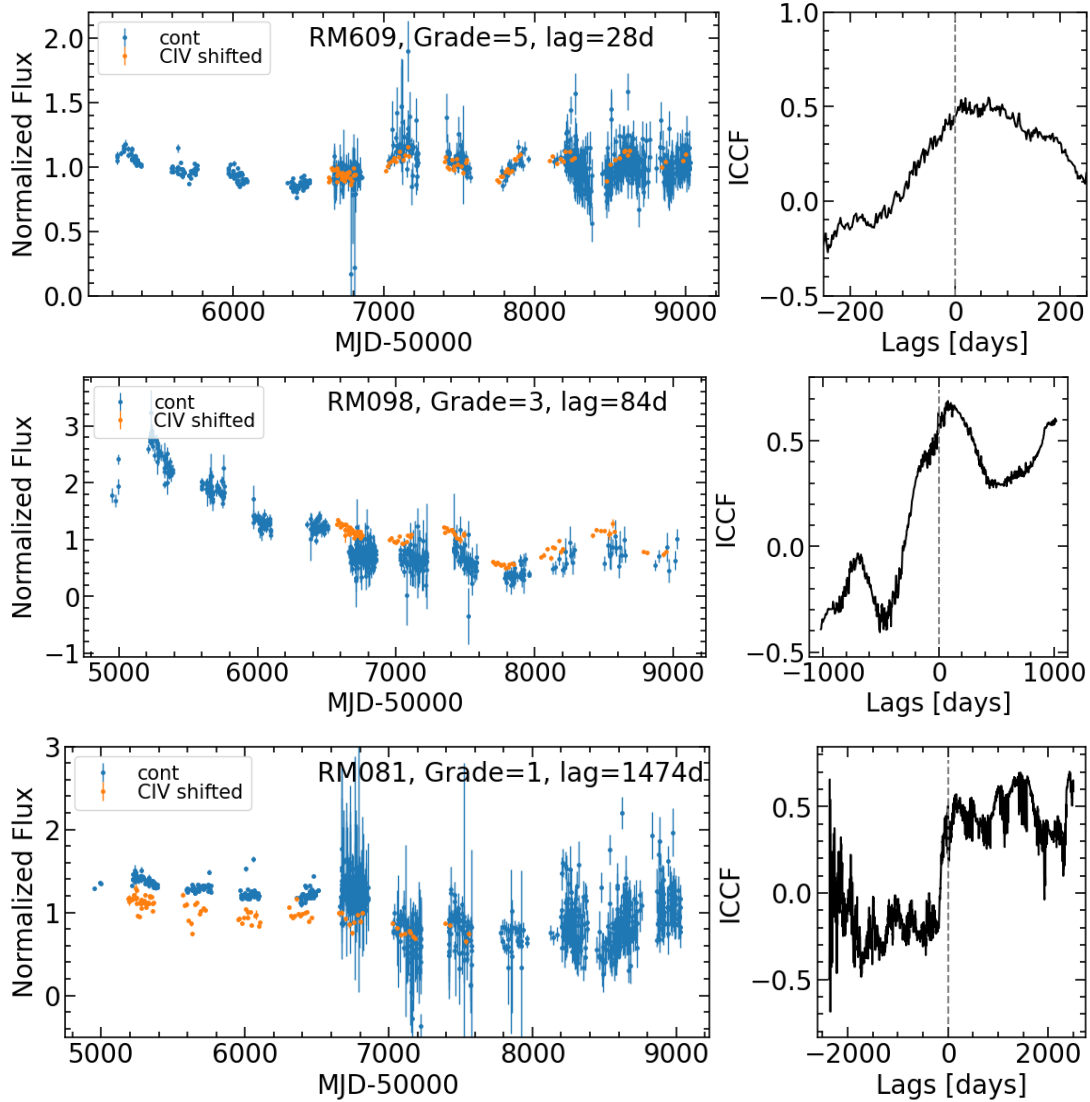 cont
CIV shifted
RM609, Grade=5, lag=28d
Normalized Flux
2.0
1.5
1.0
0.5
0.0
6000 7000 8000 9000
MJD-50000
ICCF
1.0
0.5
0.0
−0.5
−200 0 200
Lags [days]
cont
CIV shifted
RM098, Grade=3, lag=84d
Normalized Flux
3
2
1
0
−1
5000 6000 7000 8000 9000
MJD-50000
ICCF
0.5
0.0
−0.5
−1000 0 1000
Lags [days]
cont
CIV shifted
RM081, Grade=1, lag=1474d
Normalized Flux
3
2
1
0
5000 6000 7000 8000 9000
MJD-50000
ICCF
0.5
0.0
−0.5
−2000 0 2000
Lags [days]